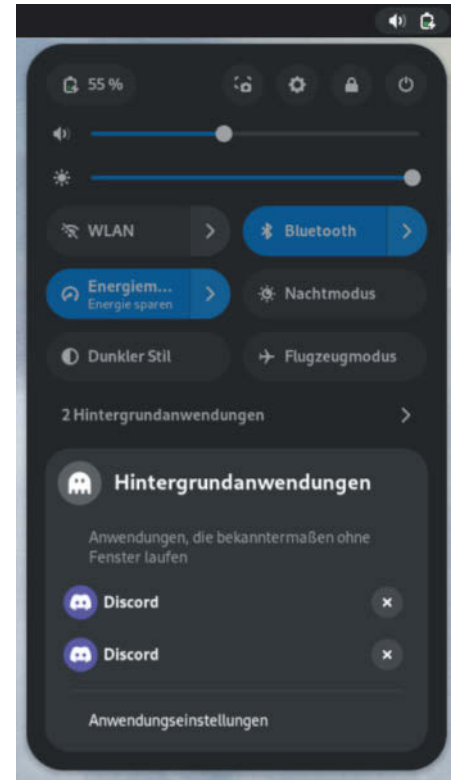 55 %
WLAN
Bluetooth
Energiem...
Energie sparen
Nachtmodus
Dunkler Stil
Flugzeugmodus
2 Hintergrundanwendungen
Hintergrundanwendungen
Anwendungen, die bekanntermaßen ohne
Fenster laufen
Discord
Discord
Anwendungseinstellungen